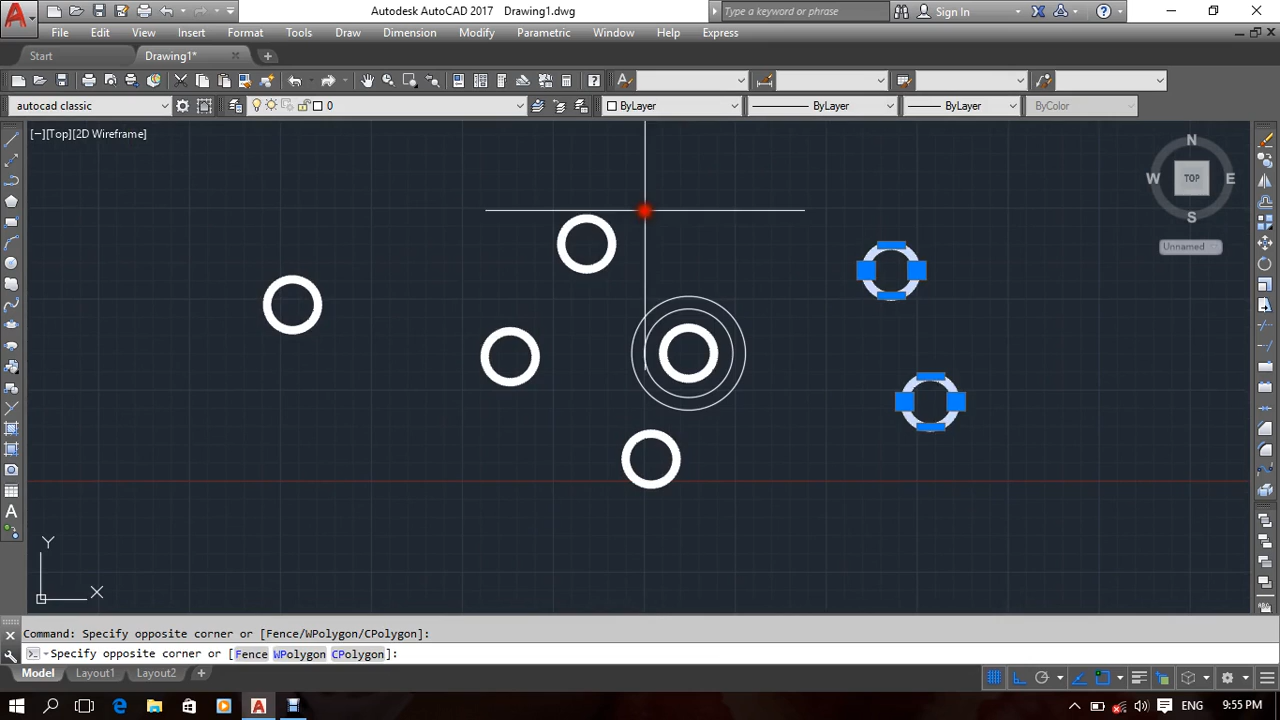 Autodesk AutoCAD 2017 Drawing1.dwg
Type a keyword or phrase
Sign In
File Edit View Insert Format Tools Draw Dimension Modify Parametric Window Help Express
Start Drawing1*
autocad classic
0
ByLayer
ByLayer
ByLayer
ByColor
[−][Top][2D Wireframe]
N
W TOP E
S
Unnamed
Y
X
Command: Specify opposite corner or [Fence/WPolygon/CPolygon]:
Specify opposite corner or [Fence WPolygon CPolygon]:
Model Layout1 Layout2
ENG 9:55 PM